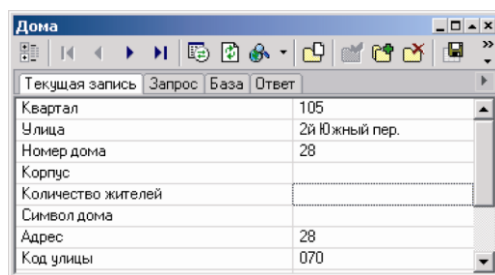 Дома
Текущая запись Запрос База Ответ
Квартал 105
Улица 2й Южный пер.
Номер дома 28
Корпус
Количество жителей
Символ дома
Адрес 28
Код улицы 070